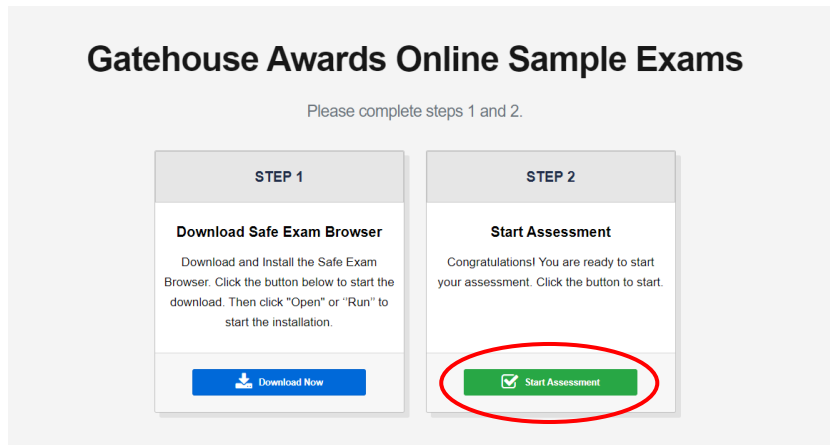 Gatehouse Awards Online Sample Exams
Please complete steps 1 and 2.
STEP 1
Download Safe Exam Browser
Download and Install the Safe Exam
Browser. Click the button below to start the
download. Then click "Open" or ‘'Run’' to
start the installation.
Download Now
STEP 2
Start Assessment
Congratulations! You are ready to start
your assessment. Click the button to start.
Start Assessment